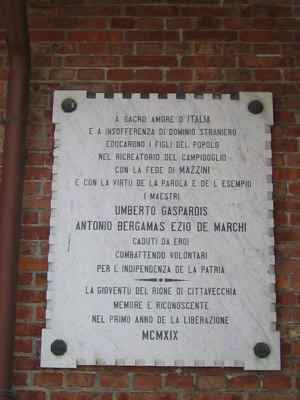 A SACRO AMORE D'ITALIA
E A INSOFFERENZA DI DOMINIO STRANIERO
EDUCARONO I FIGLI DEL POPOLO
NEL RICREATORIO DEL CAMPIDOGLIO
CON LA FEDE DI MAZZINI
E CON LA VIRTÙ DE LA PAROLA E DE L'ESEMPIO
I MAESTRI
UMBERTO GASPARDIS
ANTONIO BERGAMAS EZIO DE MARCHI
CADUTI DA EROI
COMBATTENDO VOLONTARI
PER L'INDIPENDENZA DE LA PATRIA
LA GIOVENTÙ DEL RIONE DI CITTAVECCHIA
MEMORE E RICONOSCENTE
NEL PRIMO ANNO DE LA LIBERAZIONE
MCMXIX